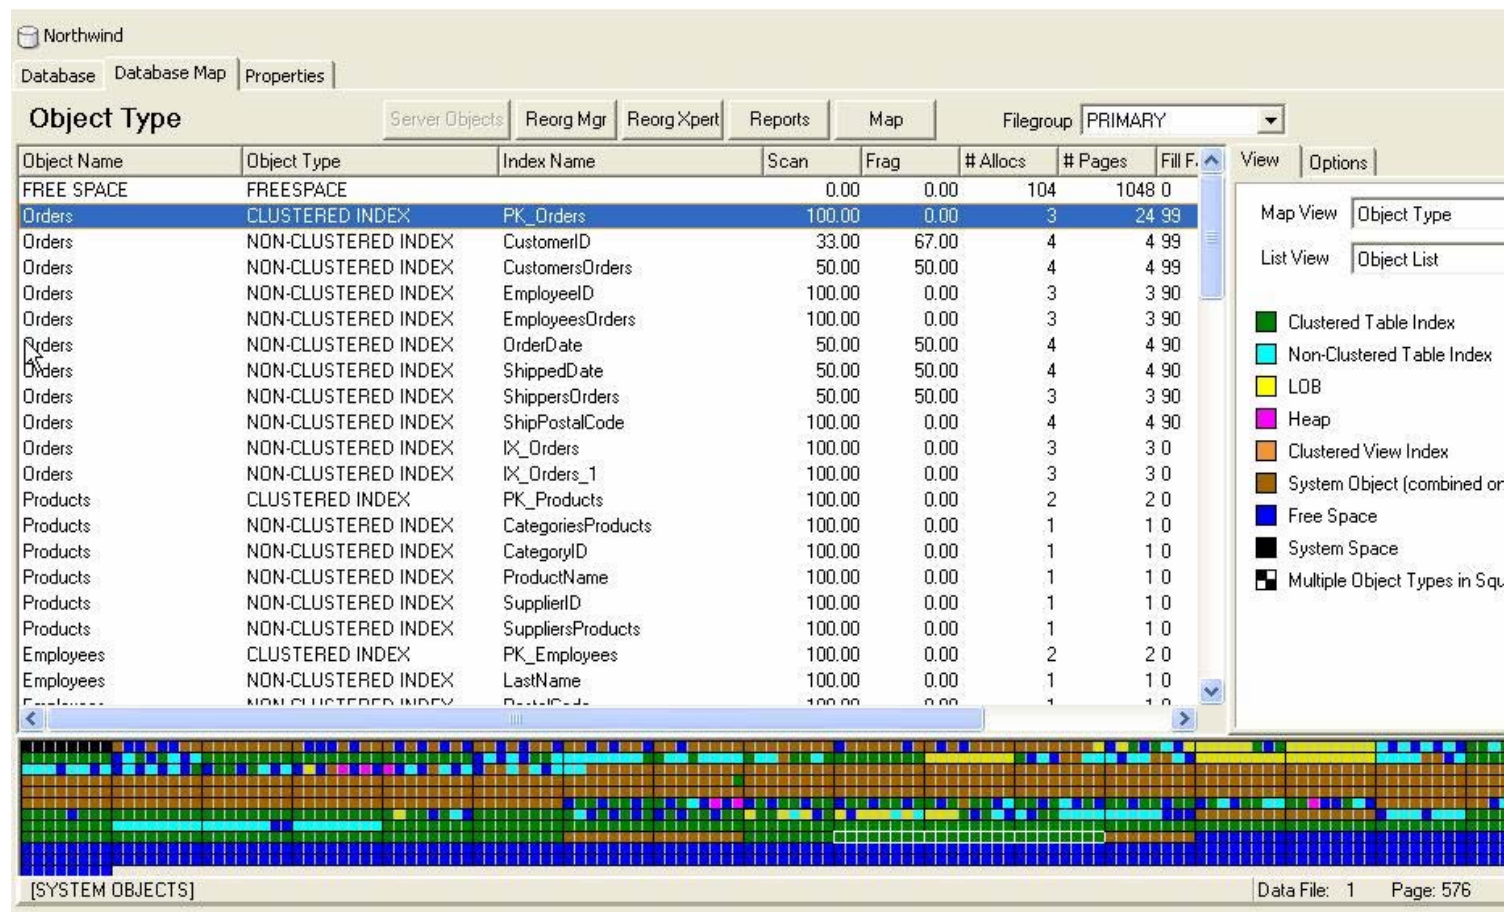 Northwind
Database Database Map Properties
Object Type Server Objects Reorg Mgr Reorg Xpert Reports Map Filegroup PRIMARY
Object Name Object Type Index Name Scan Frag # Allocs # Pages Fill F. View Options
FREE SPACE FREESPACE 0.00 0.00 104 1048 0
Orders CLUSTERED INDEX PK_Orders 100.00 0.00 3 24 99 Map View Object Type
Orders NON-CLUSTERED INDEX CustomerID 33.00 67.00 4 4 99
Orders NON-CLUSTERED INDEX CustomersOrders 50.00 50.00 4 4 99 List View Object List
Orders NON-CLUSTERED INDEX EmployeeID 100.00 0.00 3 3 90
Orders NON-CLUSTERED INDEX EmployeesOrders 100.00 0.00 3 3 90 Clustered Table Index
Orders NON-CLUSTERED INDEX OrderDate 50.00 50.00 4 4 90 Non-Clustered Table Index
Orders NON-CLUSTERED INDEX ShippedDate 50.00 50.00 4 4 90 LOB
Orders NON-CLUSTERED INDEX ShippersOrders 50.00 50.00 3 3 90
Orders NON-CLUSTERED INDEX ShipPostalCode 100.00 0.00 4 4 90 Heap
Orders NON-CLUSTERED INDEX IX_Orders 100.00 0.00 3 3 0 Clustered View Index
Orders NON-CLUSTERED INDEX IX_Orders_1 100.00 0.00 3 3 0 System Object (combined on
Products CLUSTERED INDEX PK_Products 100.00 0.00 2 2 0
Products NON-CLUSTERED INDEX CategoriesProducts 100.00 0.00 1 1 0 Free Space
Products NON-CLUSTERED INDEX CategoryID 100.00 0.00 1 1 0 System Space
Products NON-CLUSTERED INDEX ProductName 100.00 0.00 1 1 0 Multiple Object Types in Squ
Products NON-CLUSTERED INDEX SupplierID 100.00 0.00 1 1 0
Products NON-CLUSTERED INDEX SuppliersProducts 100.00 0.00 1 1 0
Employees CLUSTERED INDEX PK_Employees 100.00 0.00 2 2 0
Employees NON-CLUSTERED INDEX LastName 100.00 0.00 1 1 0
[SYSTEM OBJECTS] Data File: 1 Page: 576